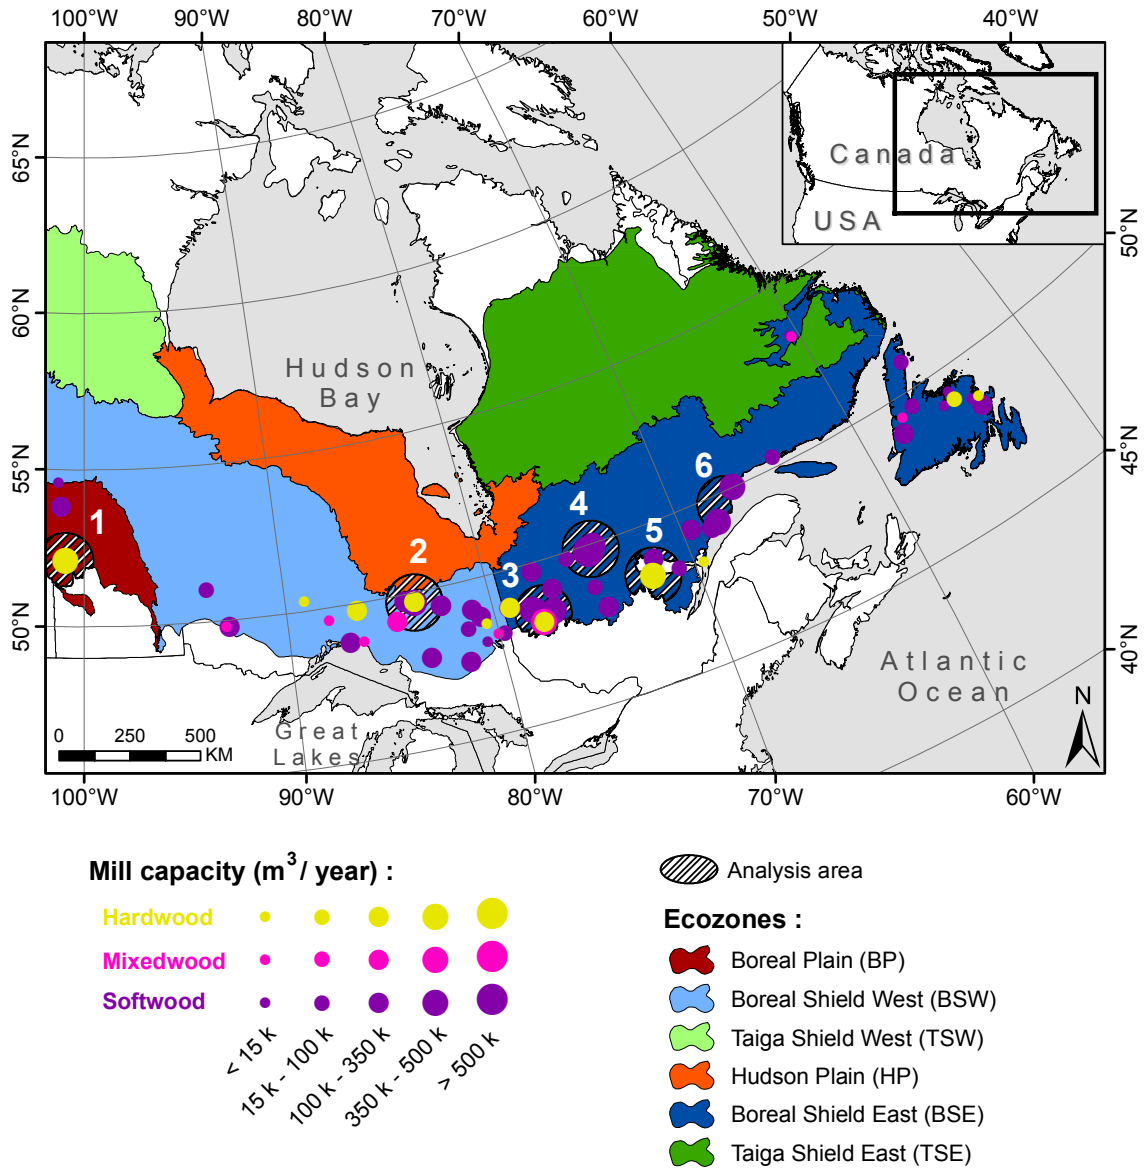 100°W 90°W 80°W 70°W 60°W 50°W 40°W
65°N
60°N
55°N
50°N
50°N
45°N
40°N
Canada
USA
Hudson
Bay
1
2
3
4
5
6
Atlantic
Ocean
Great
Lakes
N
0 250 500
KM
100°W 90°W 80°W 70°W 60°W
Mill capacity (m³ / year) :
Hardwood
Mixedwood
Softwood
< 15 k
15 k - 100 k
100 k - 350 k
350 k - 500 k
> 500 k
Analysis area
Ecozones :
Boreal Plain (BP)
Boreal Shield West (BSW)
Taiga Shield West (TSW)
Hudson Plain (HP)
Boreal Shield East (BSE)
Taiga Shield East (TSE)